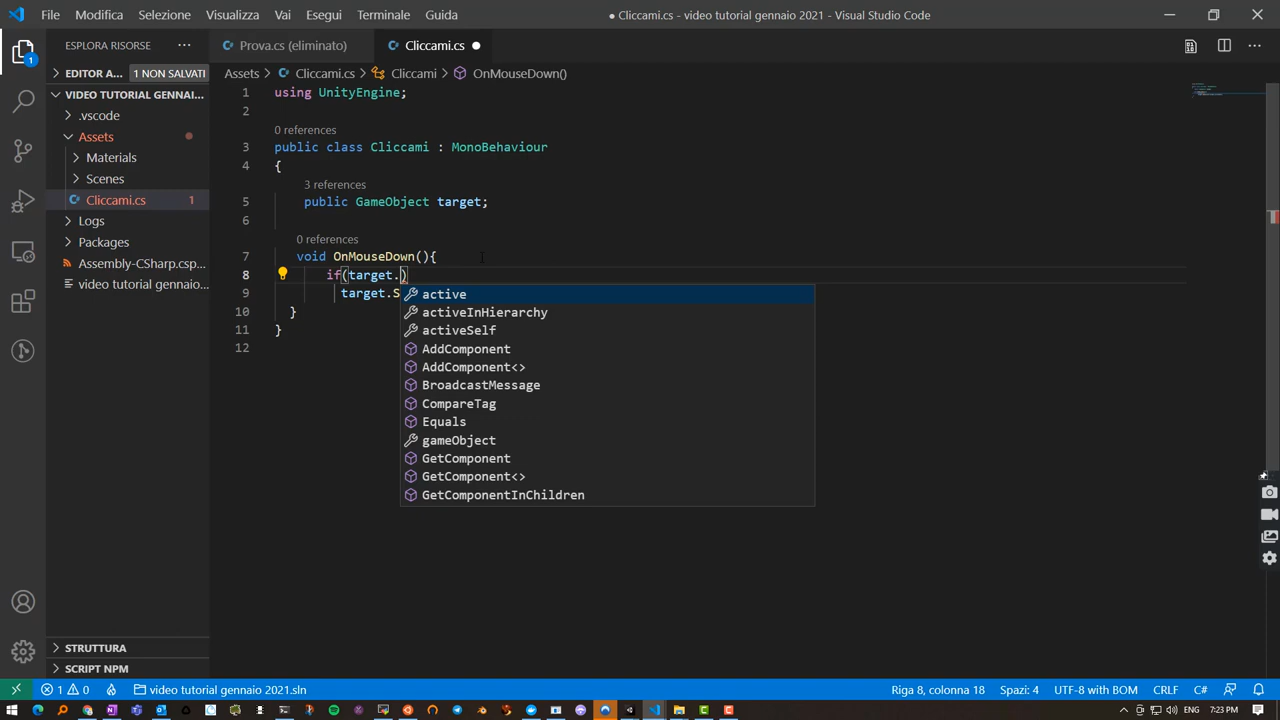 File Modifica Selezione Visualizza Vai Esegui Terminale Guida
● Cliccami.cs - video tutorial gennaio 2021 - Visual Studio Code
ESPLORA RISORSE ···
Prova.cs (eliminato) Cliccami.cs ●
EDITOR A... 1 NON SALVATI
Assets > Cliccami.cs > Cliccami > OnMouseDown()
VIDEO TUTORIAL GENNAI...
.vscode
Assets
Materials
Scenes
Cliccami.cs 1
Logs
Packages
Assembly-CSharp.csp...
video tutorial gennaio...
1 using UnityEngine;
2
0 references
3 public class Cliccami : MonoBehaviour
4 {
3 references
5 public GameObject target;
6
0 references
7 void OnMouseDown(){
8 if(target.)
9 target.S
10 }
11 }
12
active
activeInHierarchy
activeSelf
AddComponent
AddComponent<>
BroadcastMessage
CompareTag
Equals
gameObject
GetComponent
GetComponent<>
GetComponentInChildren
STRUTTURA
SCRIPT NPM
1 0 video tutorial gennaio 2021.sln Riga 8, colonna 18 Spazi: 4 UTF-8 with BOM CRLF C#
ENG 7:23 PM